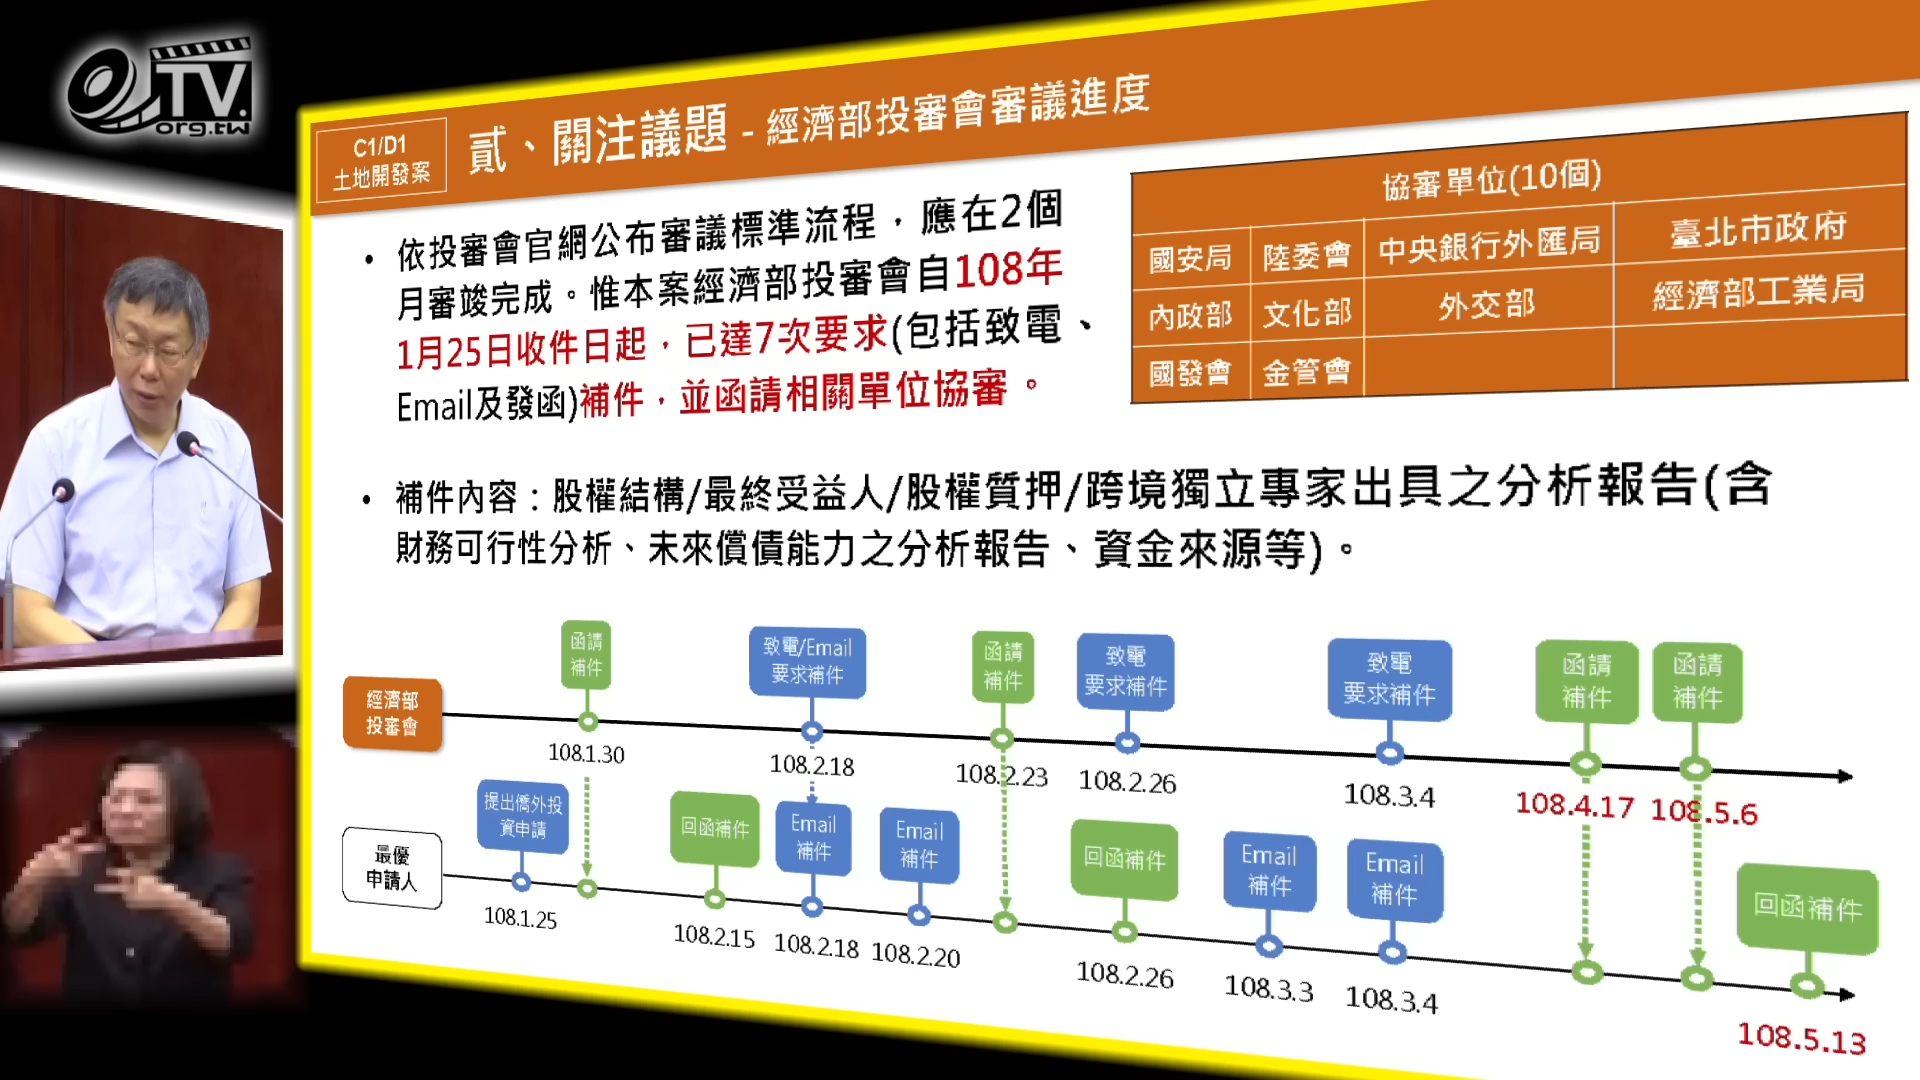 TV.
org.tw
C1/D1
土地開發案
貳、關注議題 - 經濟部投審會審議進度
• 依投審會官網公布審議標準流程，應在2個
月審竣完成。惟本案經濟部投審會自108年
1月25日收件日起，已達7次要求(包括致電、
Email及發函)補件，並函請相關單位協審。
協審單位(10個)
國安局 陸委會 中央銀行外匯局 臺北市政府
內政部 文化部 外交部 經濟部工業局
國發會 金管會
• 補件內容：股權結構/最終受益人/股權質押/跨境獨立專家出具之分析報告(含
財務可行性分析、未來償債能力之分析報告、資金來源等)。
經濟部
投審會
函請
補件
108.1.30
致電/Email
要求補件
108.2.18
函請
補件
108.2.23
致電
要求補件
108.2.26
致電
要求補件
108.3.4
函請
補件
108.4.17
函請
補件
108.5.6
最優
申請人
提出僑外投
資申請
108.1.25
回函補件
108.2.15
Email
補件
108.2.18
Email
補件
108.2.20
回函補件
108.2.26
Email
補件
108.3.3
Email
補件
108.3.4
回函補件
108.5.13